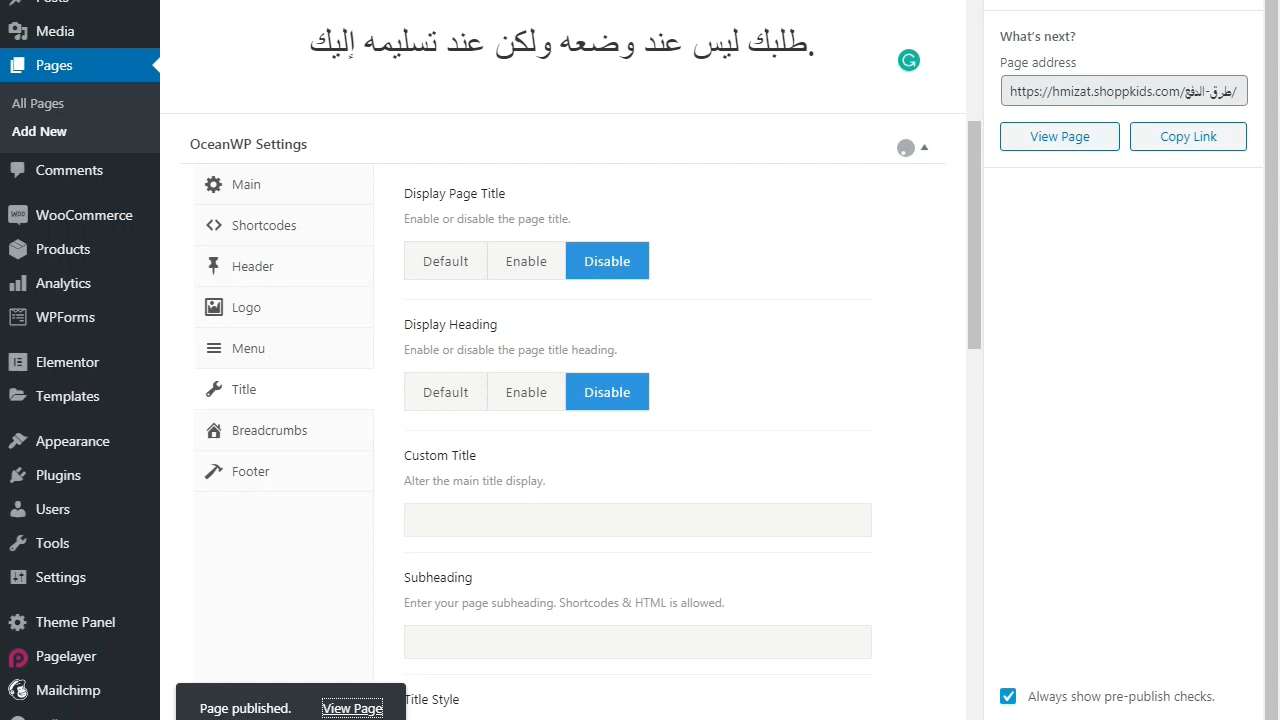 Media
Pages
All Pages
Add New
Comments
WooCommerce
Products
Analytics
WPForms
Elementor
Templates
Appearance
Plugins
Users
Tools
Settings
Theme Panel
Pagelayer
Mailchimp
طلبك ليس عند وضعه ولكن عند تسليمه إليك.
OceanWP Settings
Main
Shortcodes
Header
Logo
Menu
Title
Breadcrumbs
Footer
Display Page Title
Enable or disable the page title.
Default Enable Disable
Display Heading
Enable or disable the page title heading.
Default Enable Disable
Custom Title
Alter the main title display.
Subheading
Enter your page subheading. Shortcodes & HTML is allowed.
Title Style
Page published. View Page
What's next?
Page address
https://hmizat.shoppkids.com/طرق-الدفع/
View Page Copy Link
Always show pre-publish checks.